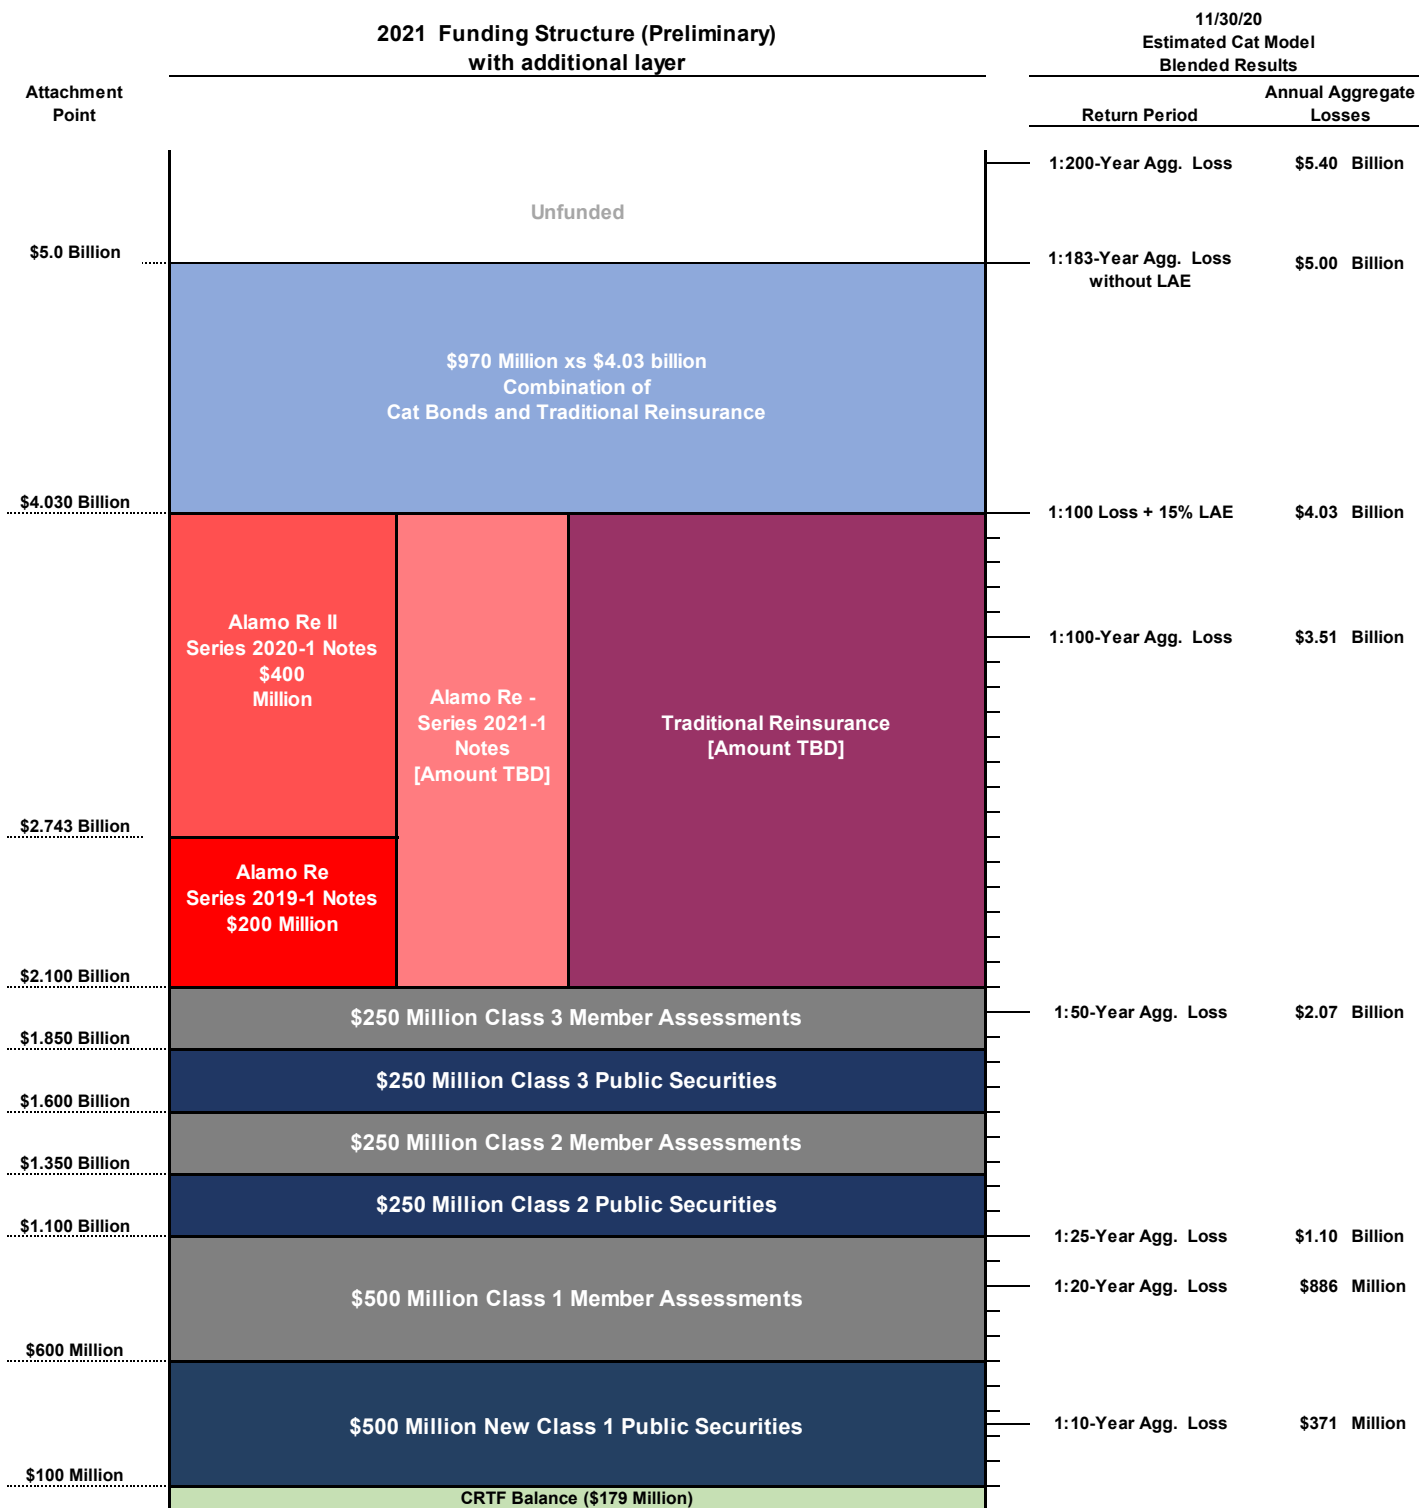 2021 Funding Structure (Preliminary)
with additional layer
11/30/20
Estimated Cat Model
Blended Results
Attachment
Point
Return Period
Annual Aggregate
Losses
1:200-Year Agg. Loss $5.40 Billion
Unfunded
$5.0 Billion
1:183-Year Agg. Loss
without LAE
$5.00 Billion
$970 Million xs $4.03 billion
Combination of
Cat Bonds and Traditional Reinsurance
$4.030 Billion
1:100 Loss + 15% LAE $4.03 Billion
Alamo Re II
Series 2020-1 Notes
$400
Million
1:100-Year Agg. Loss $3.51 Billion
Alamo Re -
Series 2021-1
Notes
[Amount TBD]
Traditional Reinsurance
[Amount TBD]
$2.743 Billion
Alamo Re
Series 2019-1 Notes
$200 Million
$2.100 Billion
$250 Million Class 3 Member Assessments
1:50-Year Agg. Loss $2.07 Billion
$1.850 Billion
$250 Million Class 3 Public Securities
$1.600 Billion
$250 Million Class 2 Member Assessments
$1.350 Billion
$250 Million Class 2 Public Securities
$1.100 Billion
1:25-Year Agg. Loss $1.10 Billion
1:20-Year Agg. Loss $886 Million
$500 Million Class 1 Member Assessments
$600 Million
$500 Million New Class 1 Public Securities
1:10-Year Agg. Loss $371 Million
$100 Million
CRTF Balance ($179 Million)